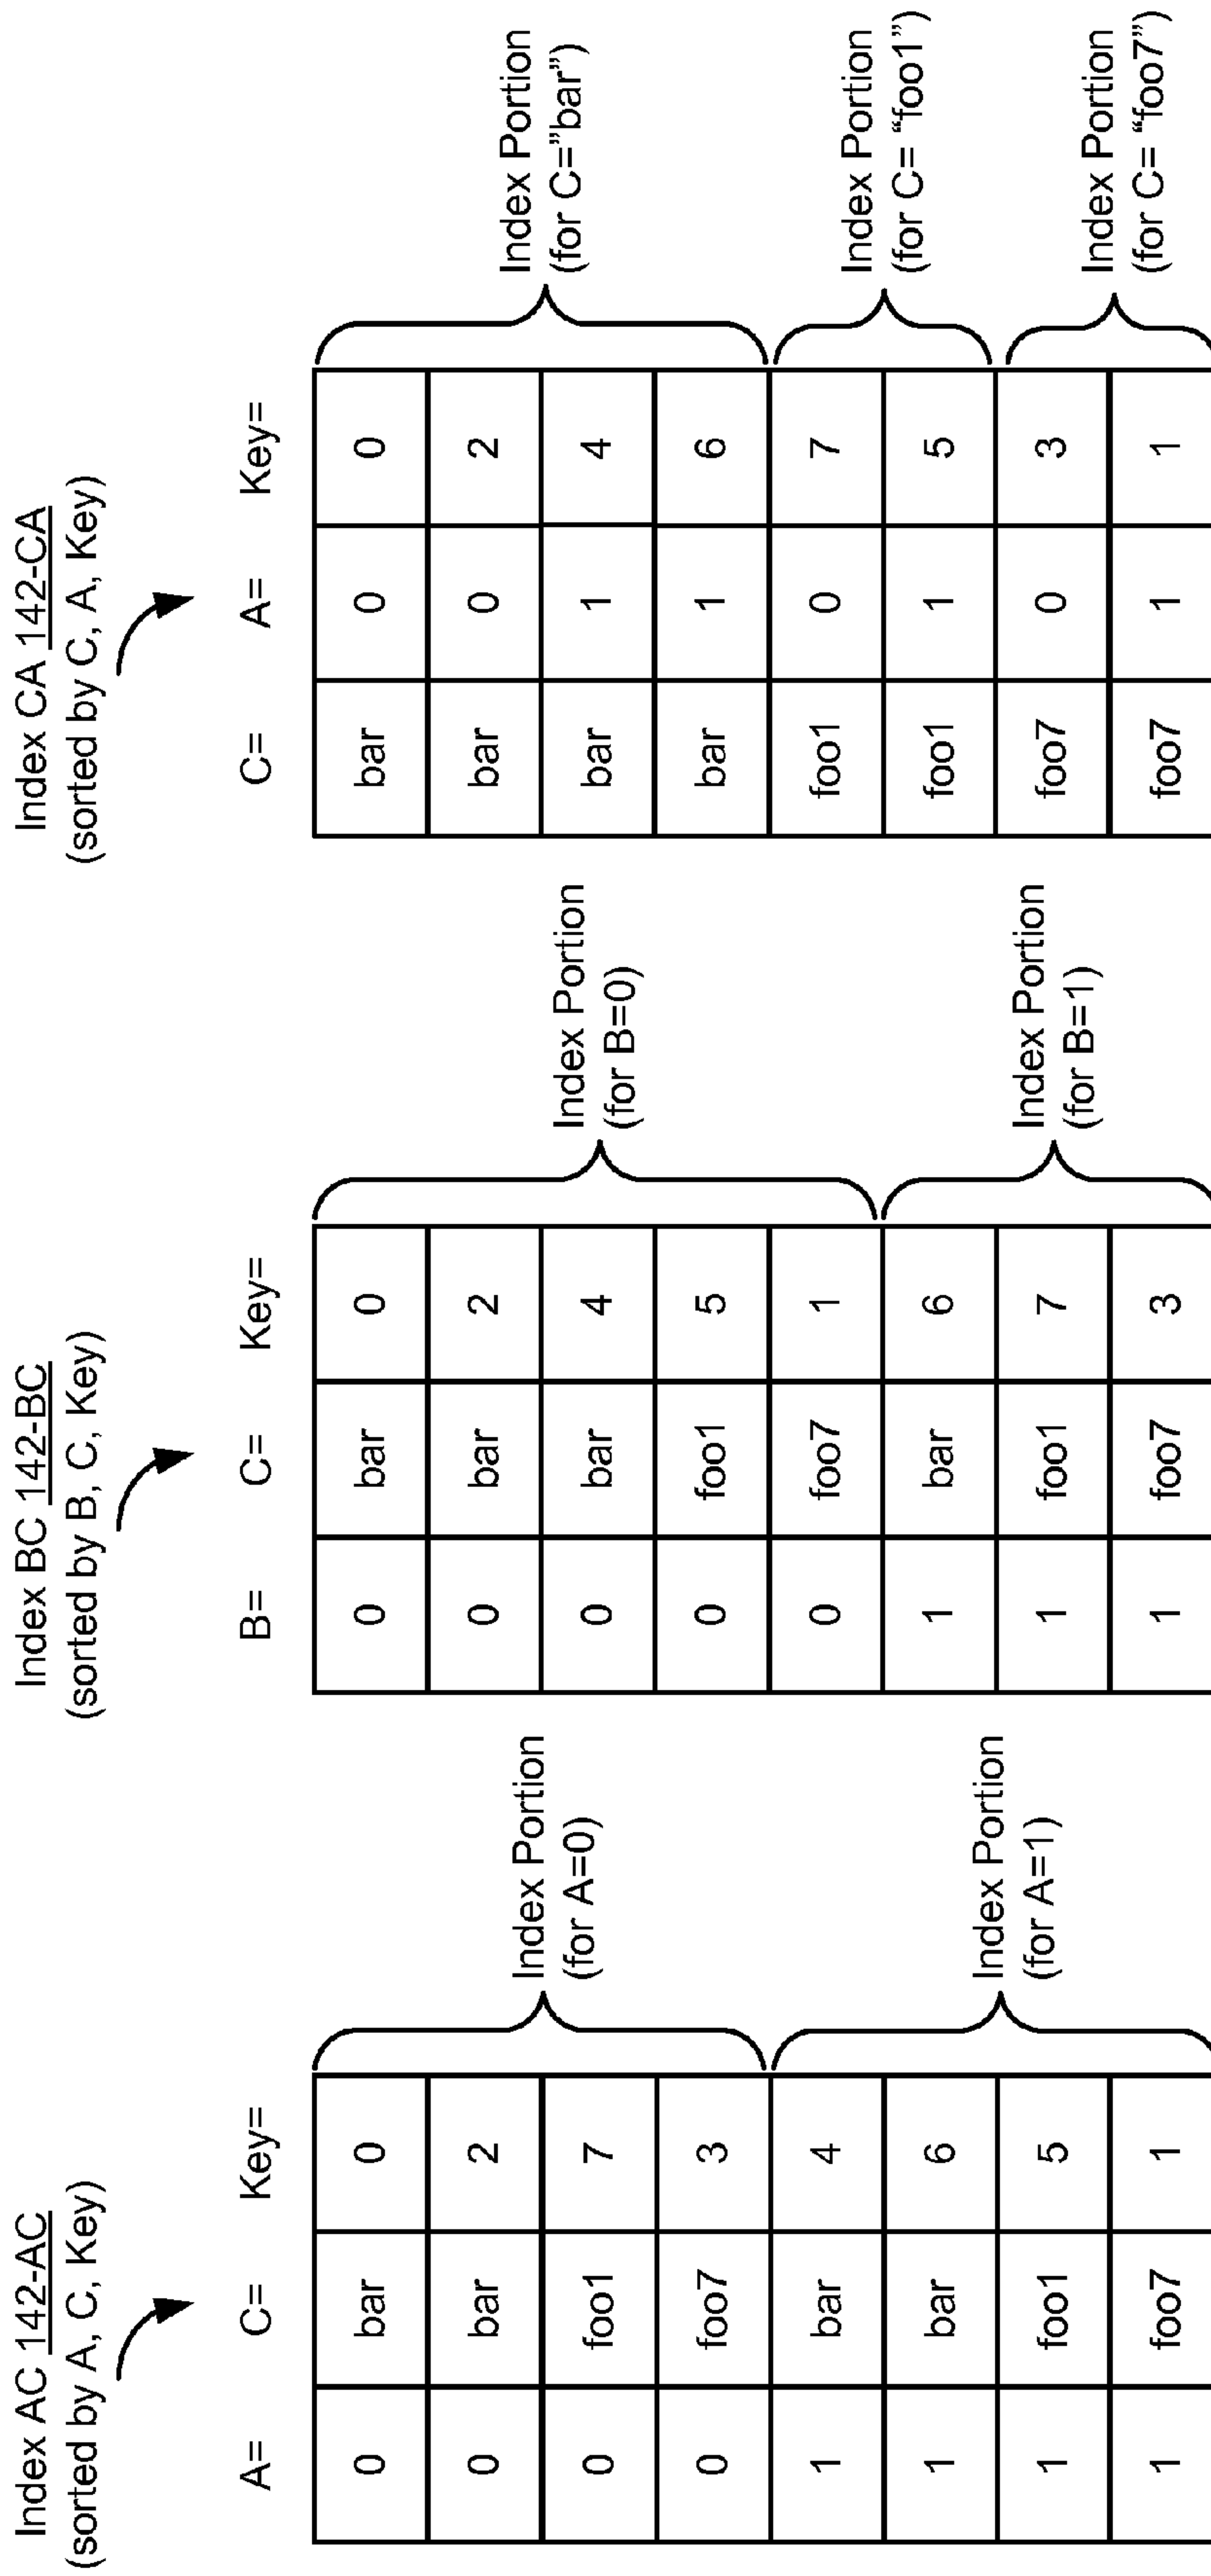 Index AC 142-AC
(sorted by A, C, Key)
A= C= Key=
0 bar 0
0 bar 2
0 foo1 7
0 foo7 3
1 bar 4
1 bar 6
1 foo1 5
1 foo7 1
Index Portion
(for A=0)
Index Portion
(for A=1)
Index BC 142-BC
(sorted by B, C, Key)
B= C= Key=
0 bar 0
0 bar 2
0 bar 4
0 foo1 5
0 foo7 1
1 bar 6
1 foo1 7
1 foo7 3
Index Portion
(for B=0)
Index Portion
(for B=1)
Index CA 142-CA
(sorted by C, A, Key)
C= A= Key=
bar 0 0
bar 0 2
bar 1 4
bar 1 6
foo1 0 7
foo1 1 5
foo7 0 3
foo7 1 1
Index Portion
(for C=”bar”)
Index Portion
(for C= “foo1”)
Index Portion
(for C= “foo7”)